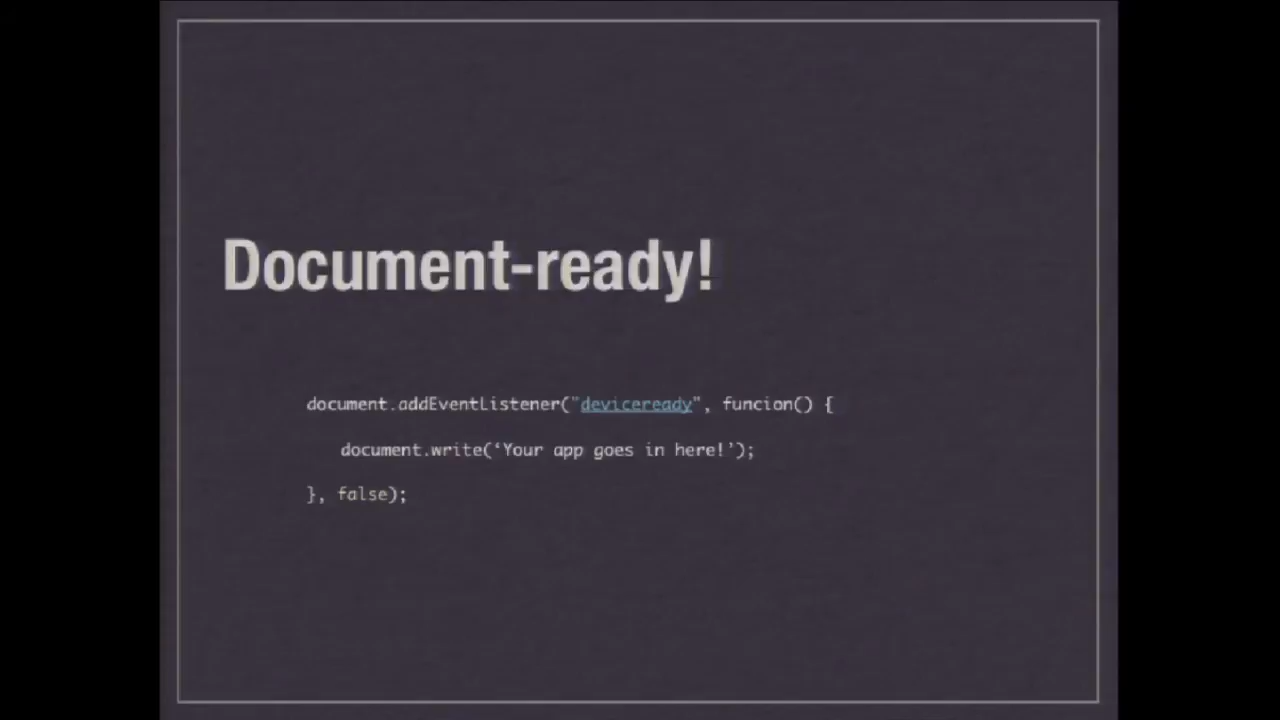 Document-ready!
document.addEventListener("deviceready", funcion() {
document.write(‘Your app goes in here!’);
}, false);